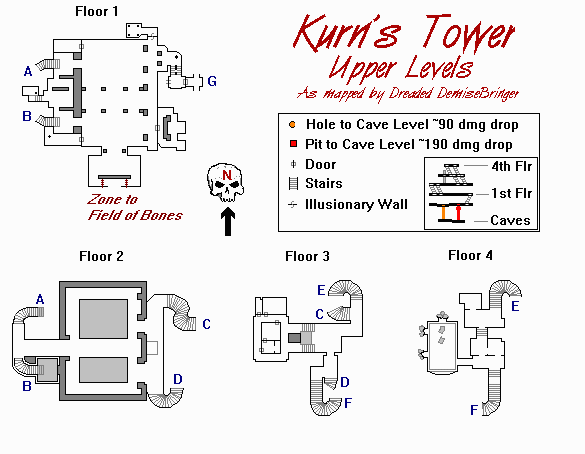 Floor 1
Kurn's Tower
Upper Levels
As mapped by Dreaded DemiseBringer
A
B
G
Zone to
Field of Bones
N
Hole to Cave Level ~90 dmg drop
Pit to Cave Level ~190 dmg drop
Door
Stairs
Illusionary Wall
4th Flr
1st Flr
Caves
Floor 2
A
C
B
D
Floor 3
E
C
D
F
Floor 4
E
F